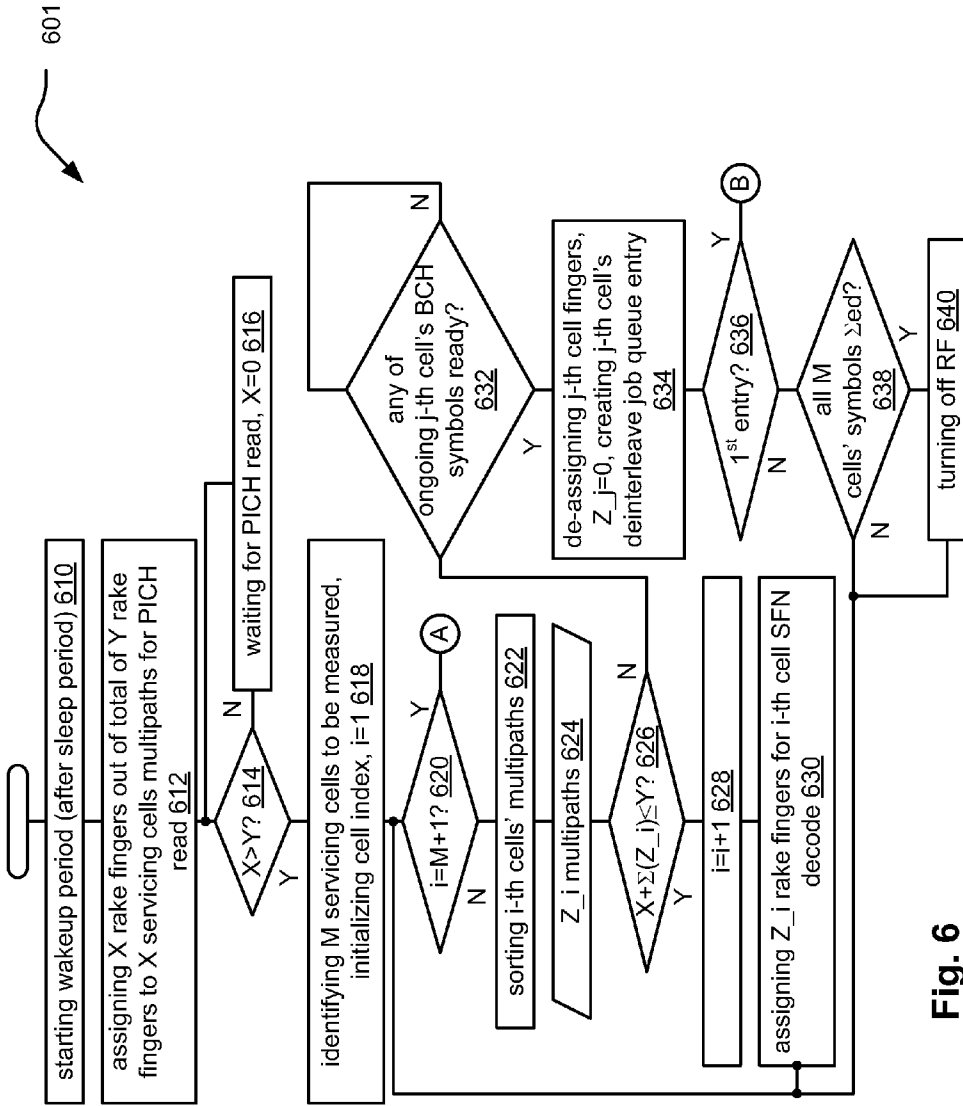 601
starting wakeup period (after sleep period) 610
assigning X rake fingers out of total of Y rake
fingers to X servicing cells multipaths for PICH
read 612
X>Y? 614
N
Y
waiting for PICH read, X=0 616
identifying M servicing cells to be measured,
initializing cell index, i=1 618
i=M+1? 620
Y
N
A
sorting i-th cells' multipaths 622
Z_i multipaths 624
X+Σ(Z_i)≤Y? 626
N
Y
i=i+1 628
assigning Z_i rake fingers for i-th cell SFN
decode 630
any of
ongoing j-th cell's BCH
symbols ready?
632
N
Y
de-assigning j-th cell fingers,
Z_j=0, creating j-th cell's
deinterleave job queue entry
634
1st entry? 636
Y
N
B
all M
cells' symbols Σed?
638
N
Y
turning off RF 640
Fig. 6